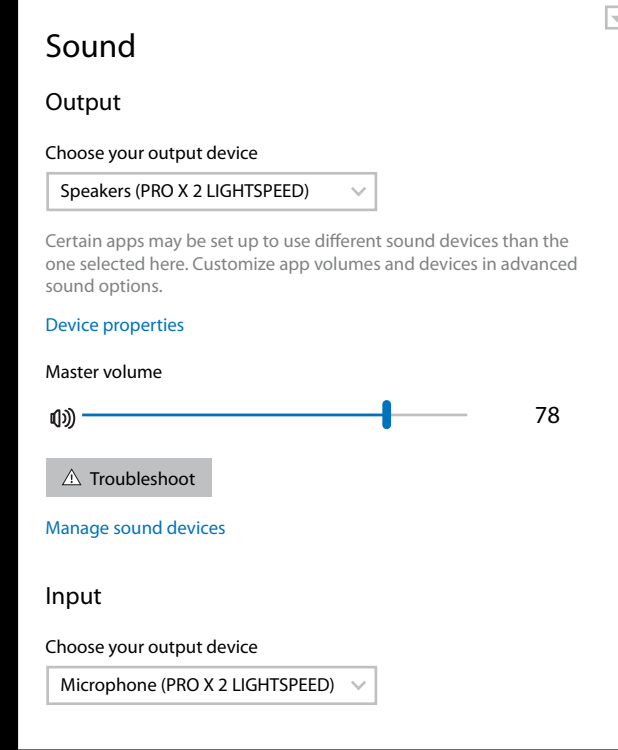 Sound
Output
Choose your output device
Speakers (PRO X 2 LIGHTSPEED)
Certain apps may be set up to use different sound devices than the
one selected here. Customize app volumes and devices in advanced
sound options.
Device properties
Master volume
78
Troubleshoot
Manage sound devices
Input
Choose your output device
Microphone (PRO X 2 LIGHTSPEED)